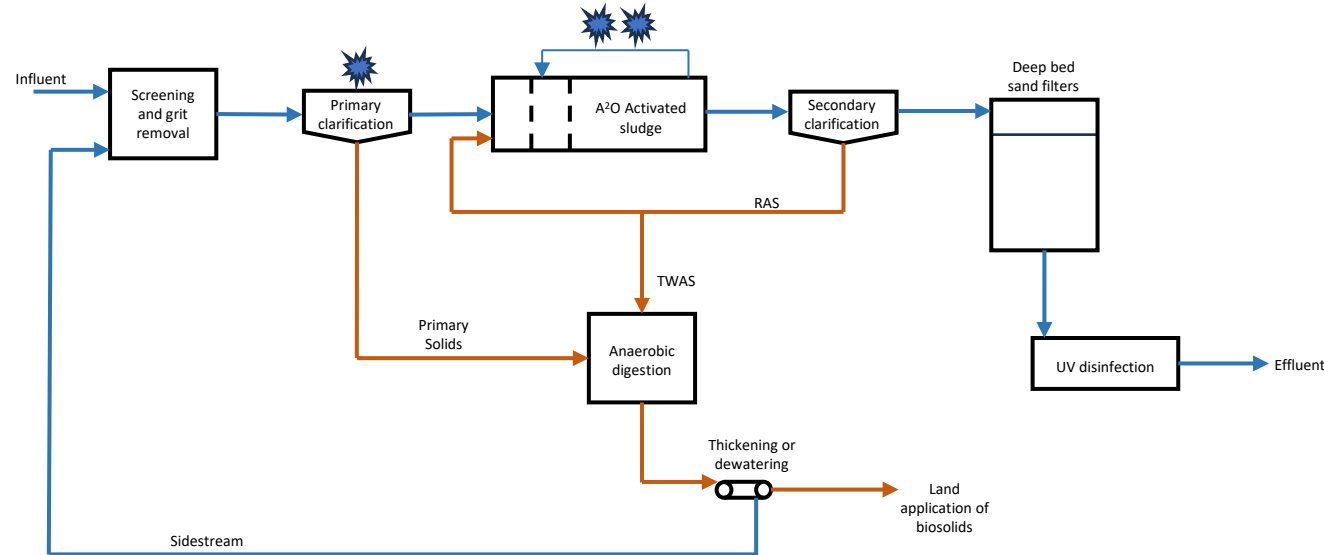 Influent
Screening
and grit
removal
Primary
clarification
A²O Activated
sludge
Secondary
clarification
Deep bed
sand filters
RAS
TWAS
Primary
Solids
Anaerobic
digestion
UV disinfection
Effluent
Thickening or
dewatering
Land
application of
biosolids
Sidestream